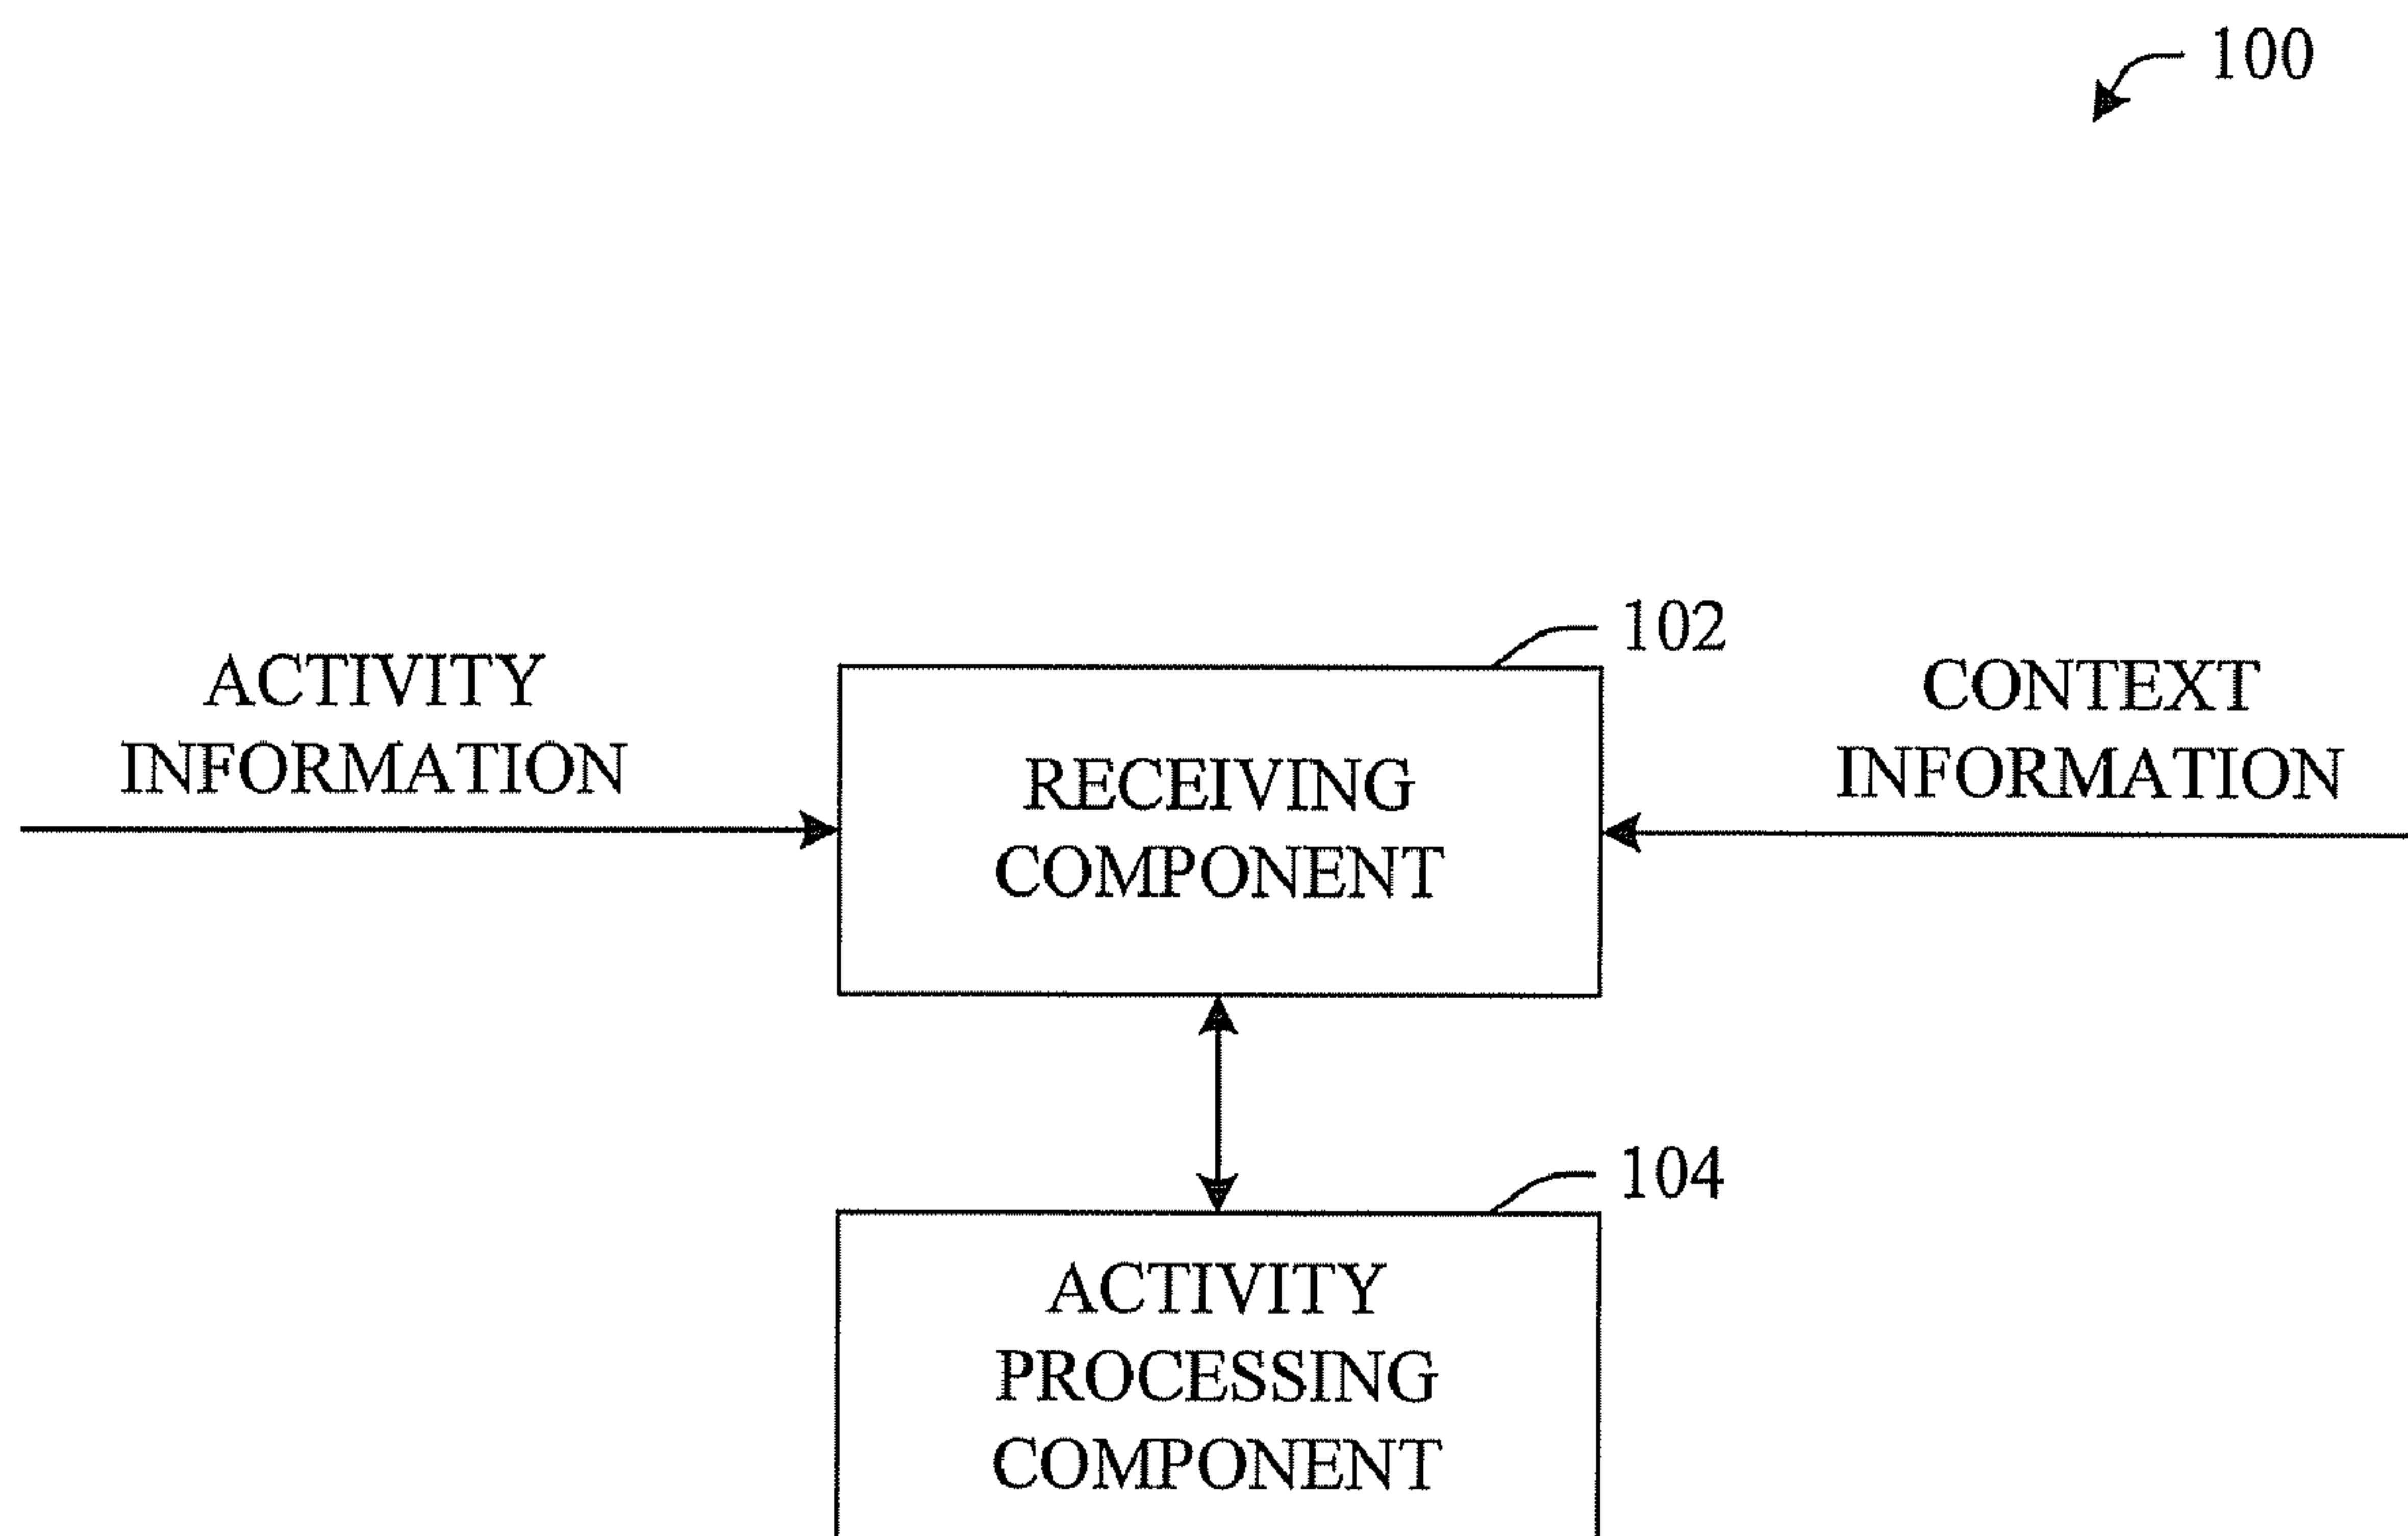 100
102
ACTIVITY
INFORMATION
CONTEXT
INFORMATION
RECEIVING
COMPONENT
104
ACTIVITY
PROCESSING
COMPONENT